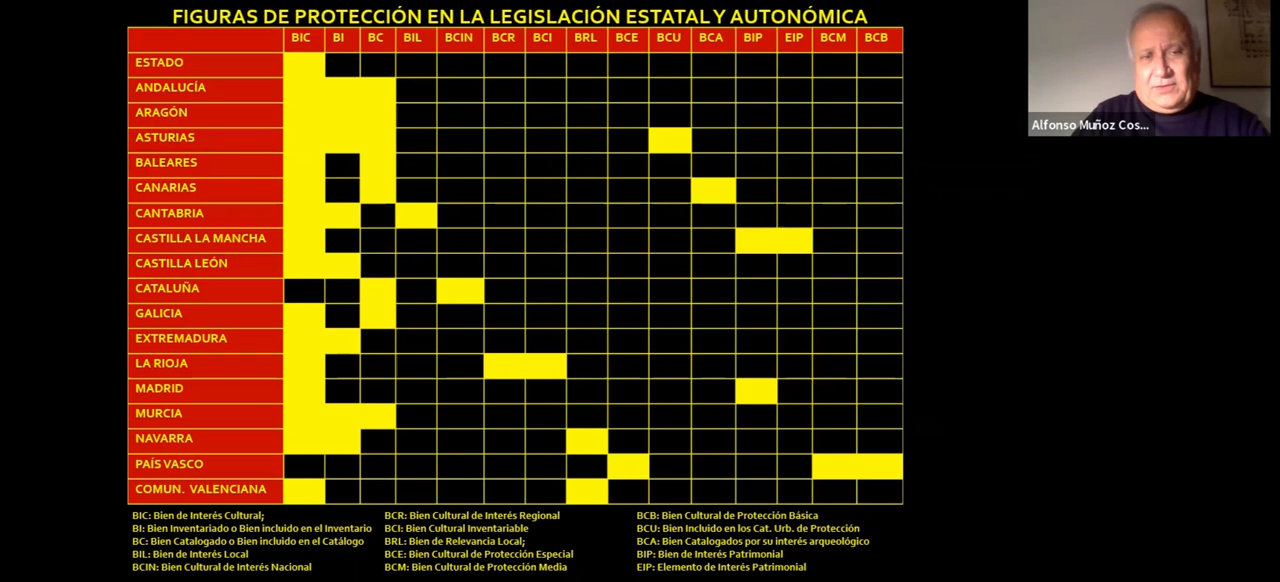 FIGURAS DE PROTECCIÓN EN LA LEGISLACIÓN ESTATAL Y AUTONÓMICA
BIC BI BC BIL BCIN BCR BCI BRL BCE BCU BCA BIP EIP BCM BCB
ESTADO
ANDALUCÍA
ARAGÓN
ASTURIAS
BALEARES
CANARIAS
CANTABRIA
CASTILLA LA MANCHA
CASTILLA LEÓN
CATALUÑA
GALICIA
EXTREMADURA
LA RIOJA
MADRID
MURCIA
NAVARRA
PAÍS VASCO
COMUN. VALENCIANA
BIC: Bien de Interés Cultural;
BI: Bien Inventariado o Bien incluido en el Inventario
BC: Bien Catalogado o Bien incluido en el Catálogo
BIL: Bien de Interés Local
BCIN: Bien Cultural de Interés Nacional
BCR: Bien Cultural de Interés Regional
BCI: Bien Cultural Inventariable
BRL: Bien de Relevancia Local;
BCE: Bien Cultural de Protección Especial
BCM: Bien Cultural de Protección Media
BCB: Bien Cultural de Protección Básica
BCU: Bien Incluido en los Cat. Urb. de Protección
BCA: Bien Catalogados por su interés arqueológico
BIP: Bien de Interés Patrimonial
EIP: Elemento de Interés Patrimonial
Alfonso Muñoz Cos...